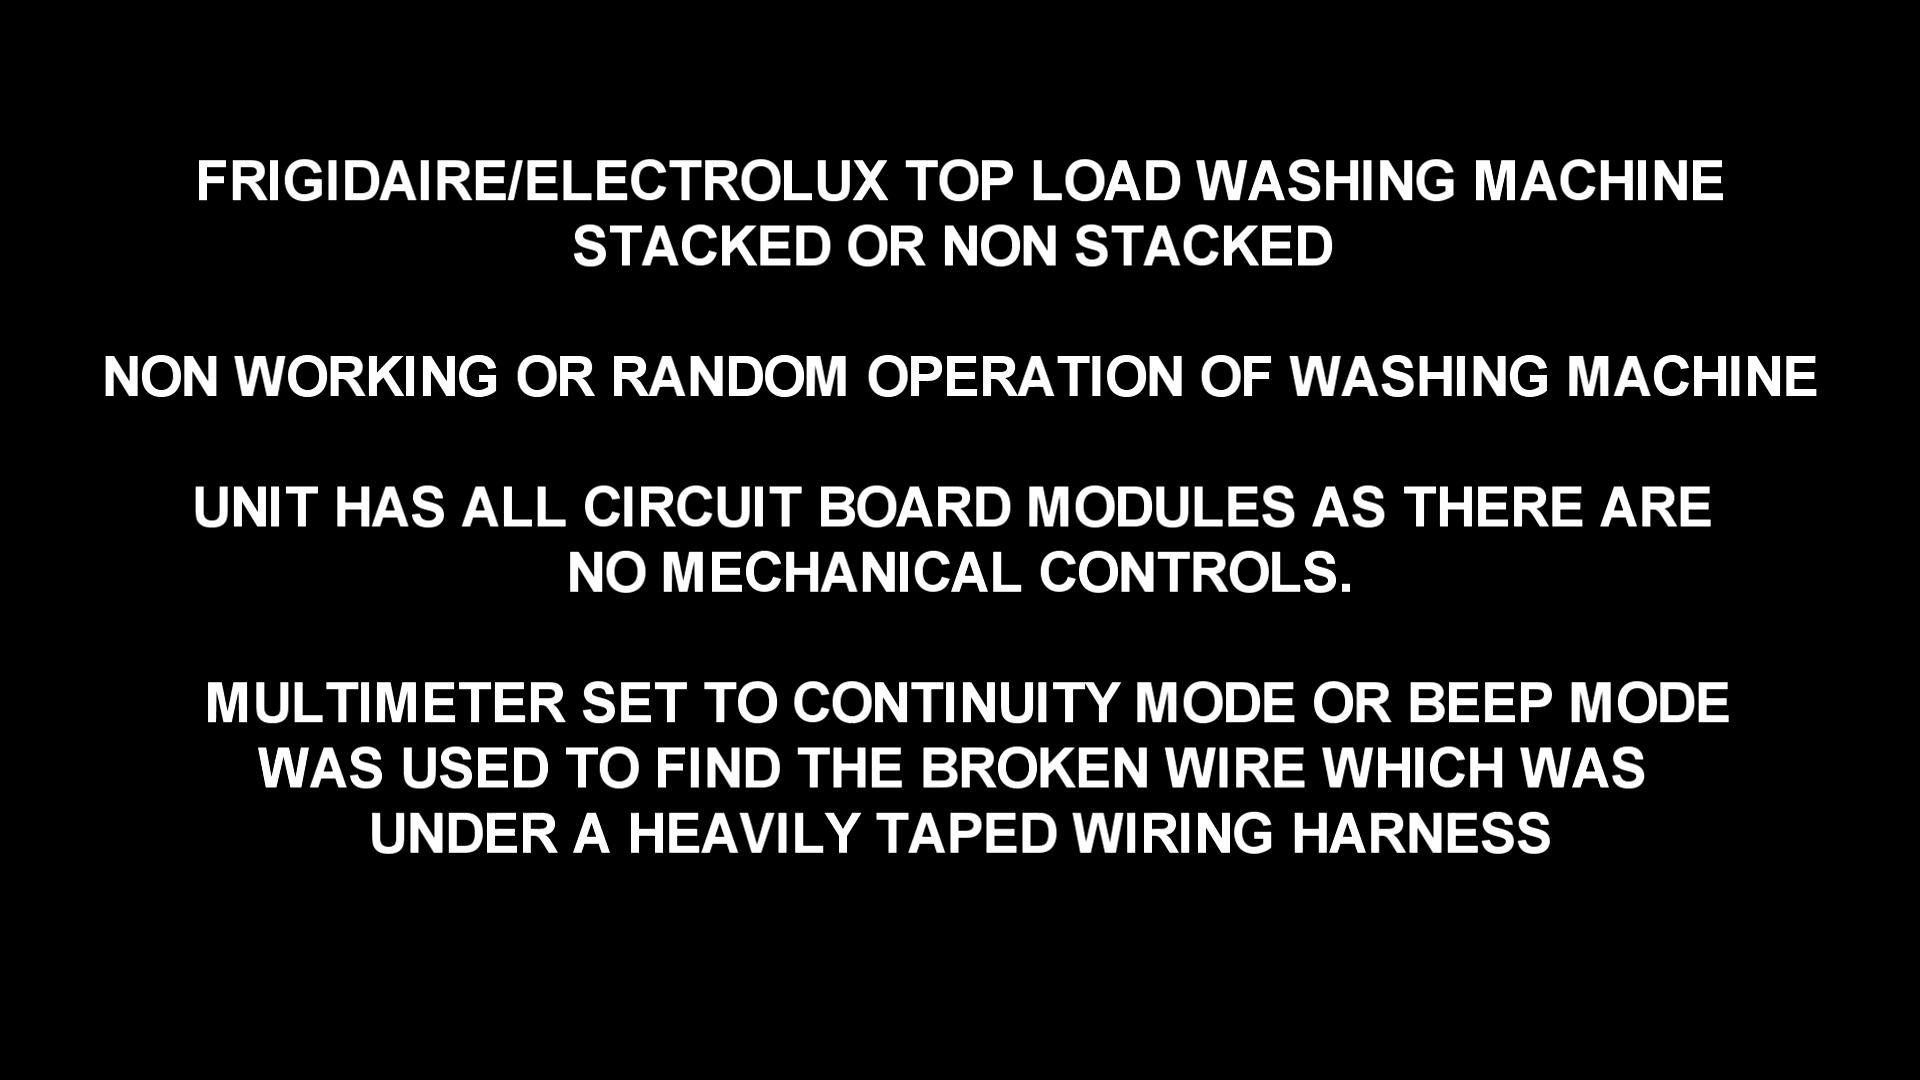 FRIGIDAIRE/ELECTROLUX TOP LOAD WASHING MACHINE
STACKED OR NON STACKED
NON WORKING OR RANDOM OPERATION OF WASHING MACHINE
UNIT HAS ALL CIRCUIT BOARD MODULES AS THERE ARE
NO MECHANICAL CONTROLS.
MULTIMETER SET TO CONTINUITY MODE OR BEEP MODE
WAS USED TO FIND THE BROKEN WIRE WHICH WAS
UNDER A HEAVILY TAPED WIRING HARNESS